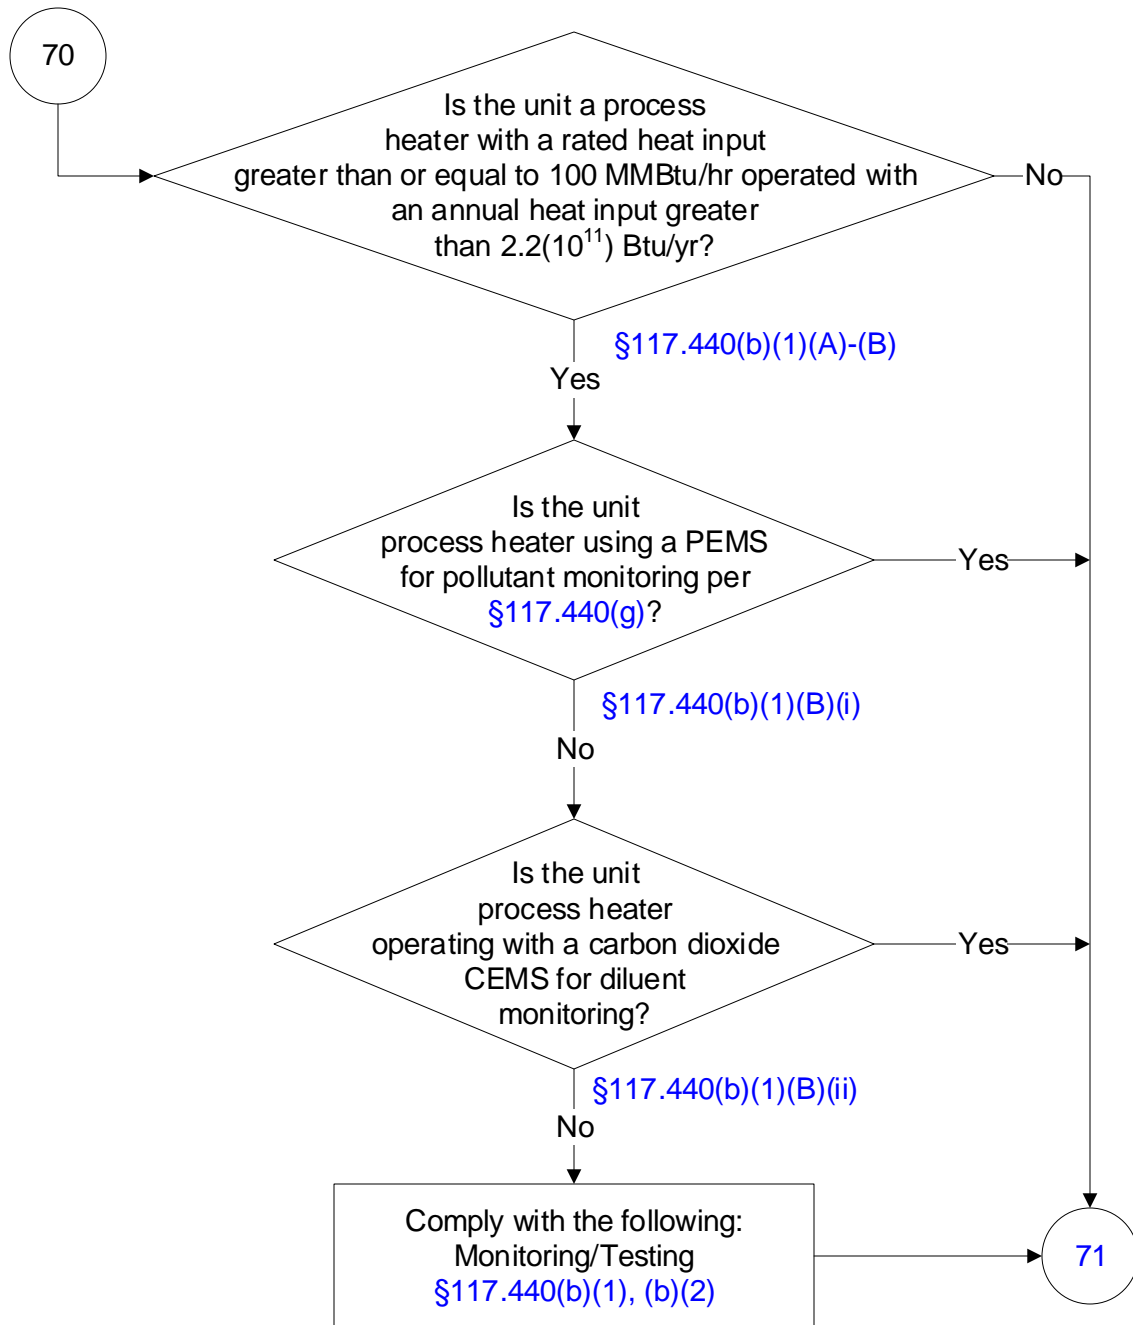 70
Is the unit a process
heater with a rated heat input
greater than or equal to 100 MMBtu/hr operated with
an annual heat input greater
than 2.2(10¹¹) Btu/yr?
No
§117.440(b)(1)(A)-(B)
Yes
Is the unit
process heater using a PEMS
for pollutant monitoring per
§117.440(g)?
Yes
§117.440(b)(1)(B)(i)
No
Is the unit
process heater
operating with a carbon dioxide
CEMS for diluent
monitoring?
Yes
§117.440(b)(1)(B)(ii)
No
Comply with the following:
Monitoring/Testing
§117.440(b)(1), (b)(2)
71